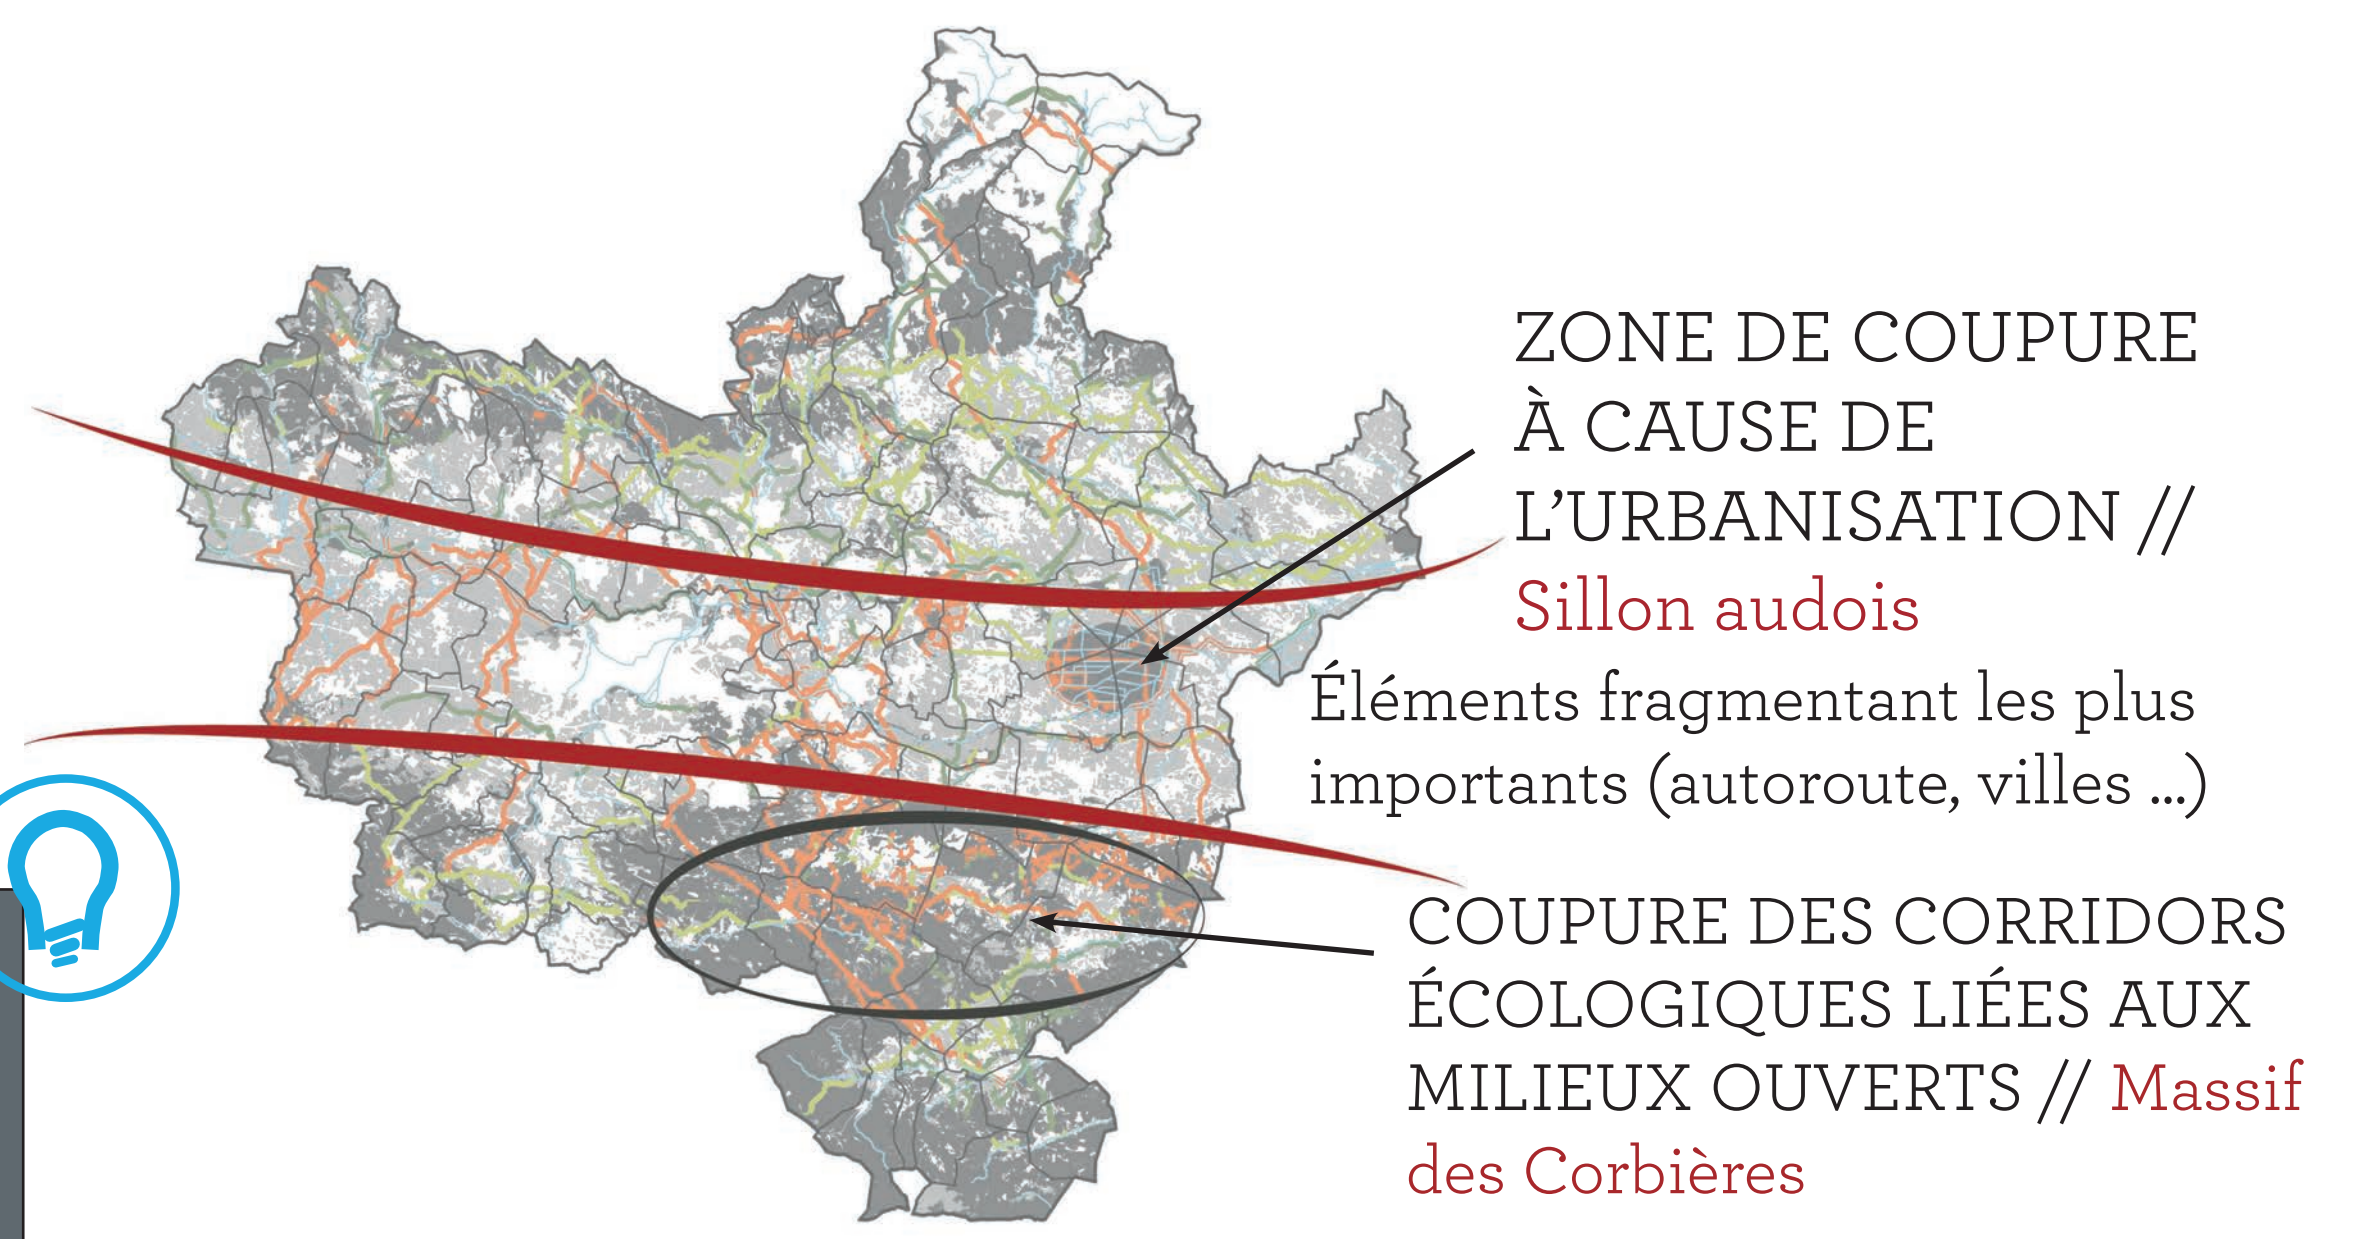 ZONE DE COUPURE
À CAUSE DE
L’URBANISATION //
Sillon audois
Éléments fragmentant les plus
importants (autoroute, villes ...)
COUPURE DES CORRIDORS
ÉCOLOGIQUES LIÉES AUX
MILIEUX OUVERTS // Massif
des Corbières